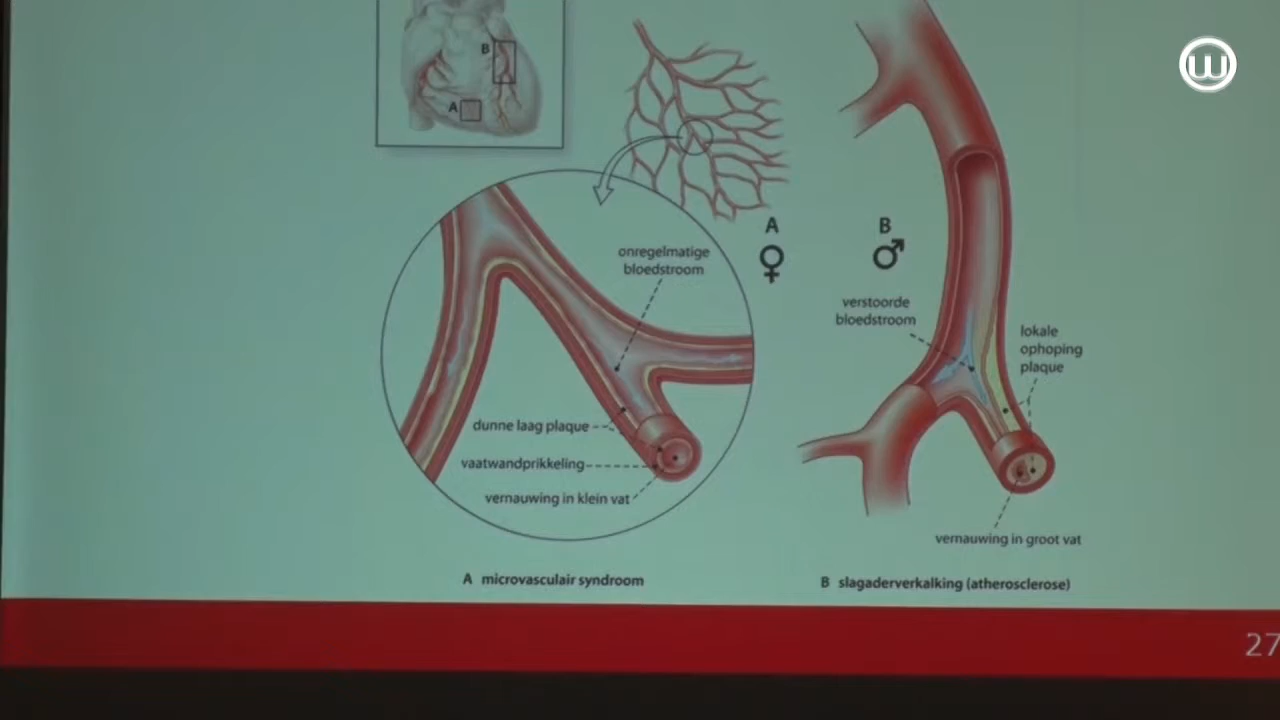 B
A
A
B
onregelmatige
bloedstroom
verstoorde
bloedstroom
lokale
ophoping
plaque
dunne laag plaque
vaatwandprikkeling
vernauwing in klein vat
vernauwing in groot vat
A microvasculair syndroom
B slagaderverkalking (atherosclerose)
27
W